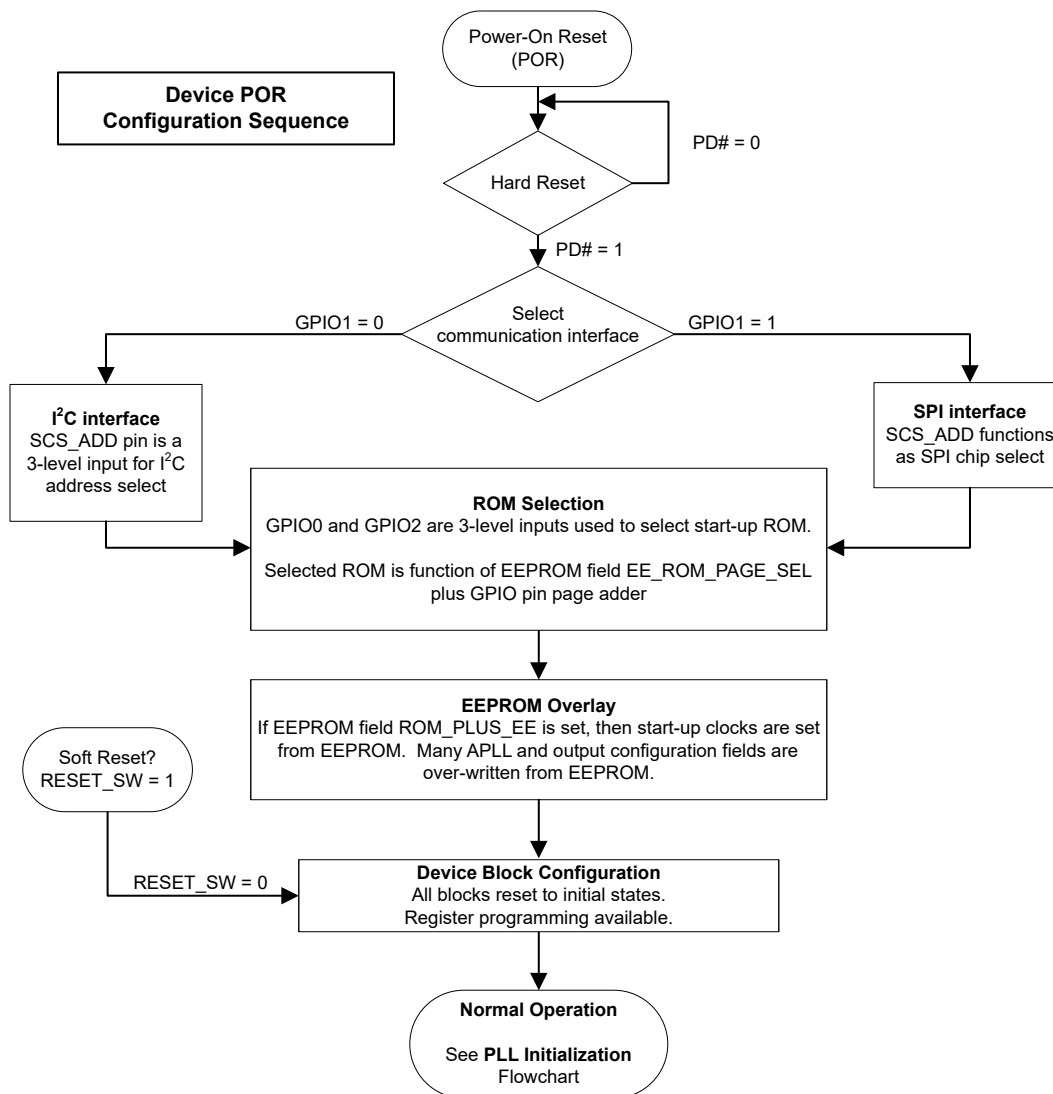 Power-On Reset
(POR)
Device POR
Configuration Sequence
PD# = 0
Hard Reset
PD# = 1
Select
communication interface
GPIO1 = 0
GPIO1 = 1
I²C interface
SCS_ADD pin is a
3-level input for I²C
address select
SPI interface
SCS_ADD functions
as SPI chip select
ROM Selection
GPIO0 and GPIO2 are 3-level inputs used to select start-up ROM.
Selected ROM is function of EEPROM field EE_ROM_PAGE_SEL
plus GPIO pin page adder
EEPROM Overlay
If EEPROM field ROM_PLUS_EE is set, then start-up clocks are set
from EEPROM.  Many APLL and output configuration fields are
over-written from EEPROM.
Soft Reset?
RESET_SW = 1
RESET_SW = 0
Device Block Configuration
All blocks reset to initial states.
Register programming available.
Normal Operation
See PLL Initialization
Flowchart